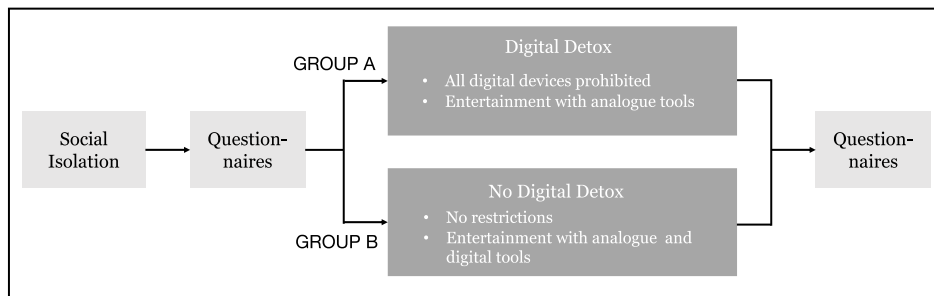 Social
Isolation
Question-
naires
GROUP A
Digital Detox
• All digital devices prohibited
• Entertainment with analogue tools
GROUP B
No Digital Detox
• No restrictions
• Entertainment with analogue and
digital tools
Question-
naires